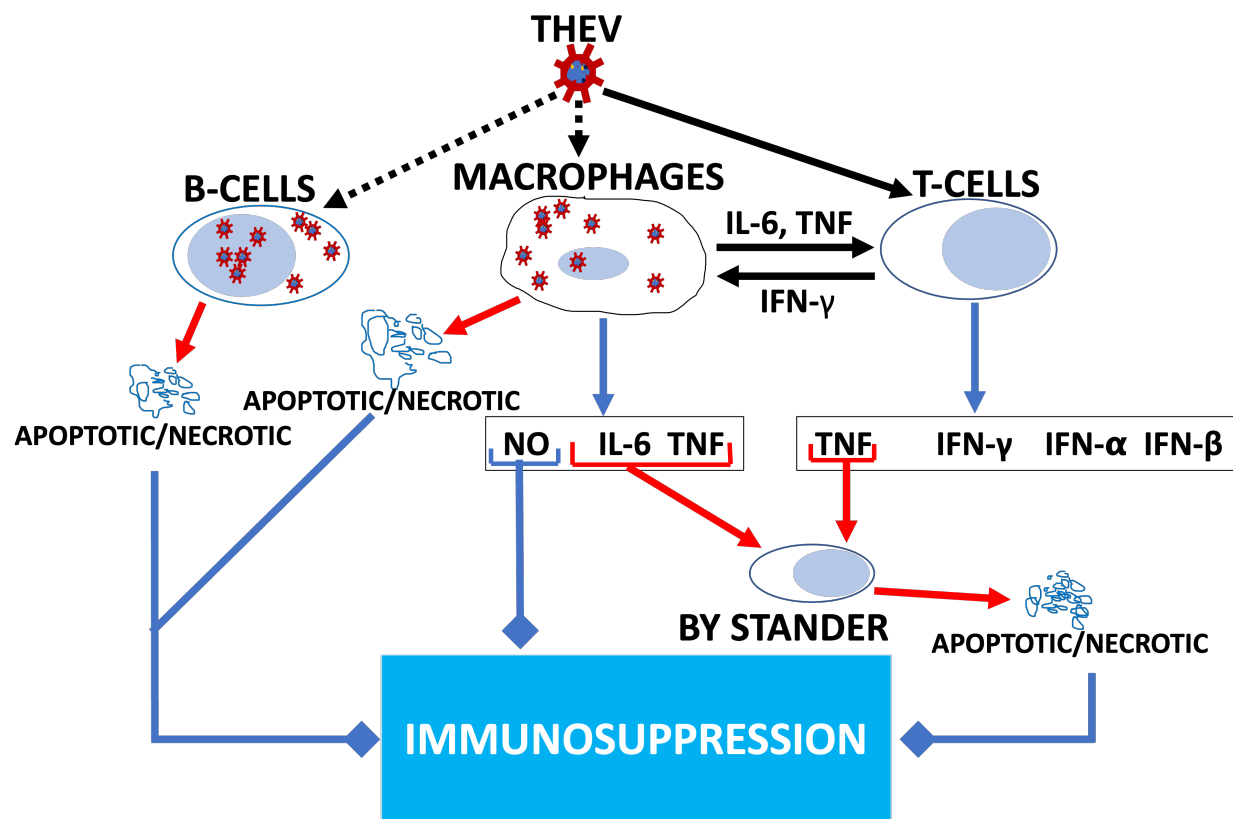 THEV
B-CELLS
MACROPHAGES
T-CELLS
IL-6, TNF
IFN-γ
APOPTOTIC/NECROTIC
APOPTOTIC/NECROTIC
NO IL-6 TNF
TNF IFN-γ IFN-α IFN-β
BY STANDER
APOPTOTIC/NECROTIC
IMMUNOSUPPRESSION